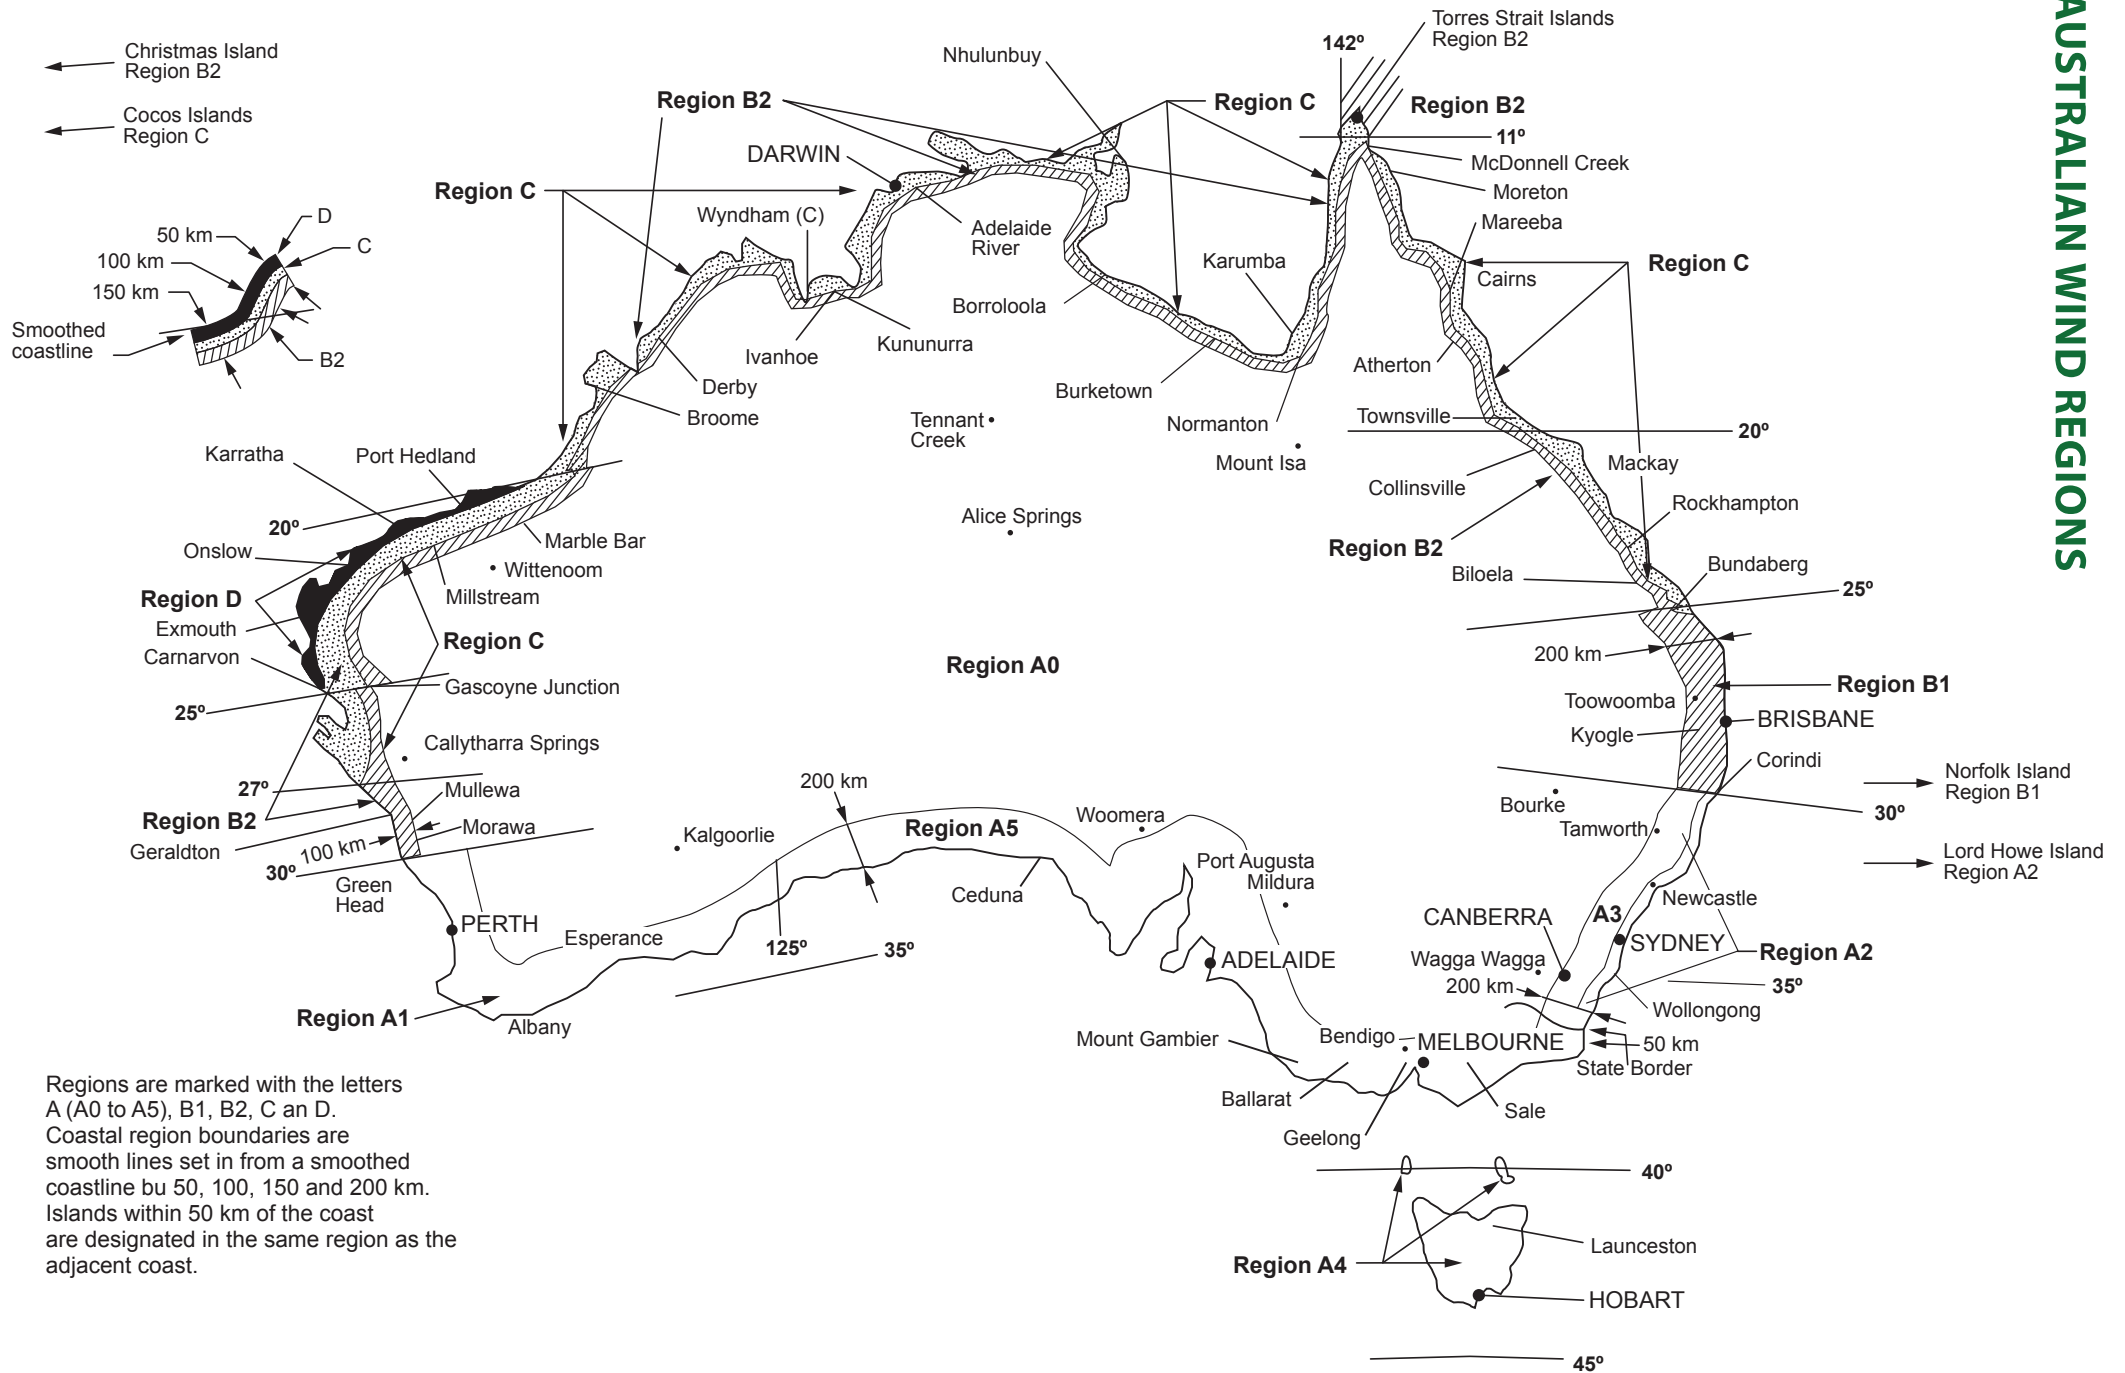 AUSTRALIAN WIND REGIONS
Christmas Island
Region B2
Cocos Islands
Region C
Torres Strait Islands
Region B2
142º
Nhulunbuy
Region B2
Region C
Region B2
11º
DARWIN
McDonnell Creek
Moreton
Region C
Wyndham (C)
Adelaide
River
Mareeba
D
50 km
C
100 km
150 km
Smoothed
coastline
B2
Karumba
Cairns
Region C
Borroloola
Ivanhoe
Kununurra
Derby
Broome
Burketown
Atherton
Tennant
Creek
Normanton
Townsville
20º
Mount Isa
Mackay
Karratha
Port Hedland
Collinsville
Rockhampton
20º
Alice Springs
Onslow
Marble Bar
Region B2
Wittenoom
Biloela
Bundaberg
Millstream
25º
Region D
Exmouth
Region C
Carnarvon
200 km
Region A0
Gascoyne Junction
Region B1
Toowoomba
25º
BRISBANE
Kyogle
Callytharra Springs
Corindi
Norfolk Island
Region B1
27º
Mullewa
200 km
Bourke
30º
Region B2
Morawa
Region A5
Woomera
Tamworth
Geraldton
100 km
Kalgoorlie
Lord Howe Island
Region A2
30º
Green
Head
Port Augusta
Mildura
Ceduna
Newcastle
PERTH
Esperance
125º
35º
CANBERRA
A3
SYDNEY
ADELAIDE
Wagga Wagga
Region A2
200 km
35º
Region A1
Albany
Wollongong
Mount Gambier
Bendigo
MELBOURNE
50 km
State Border
Ballarat
Sale
Geelong
Regions are marked with the letters
A (A0 to A5), B1, B2, C an D.
Coastal region boundaries are
smooth lines set in from a smoothed
coastline bu 50, 100, 150 and 200 km.
Islands within 50 km of the coast
are designated in the same region as the
adjacent coast.
40º
Launceston
Region A4
HOBART
45º